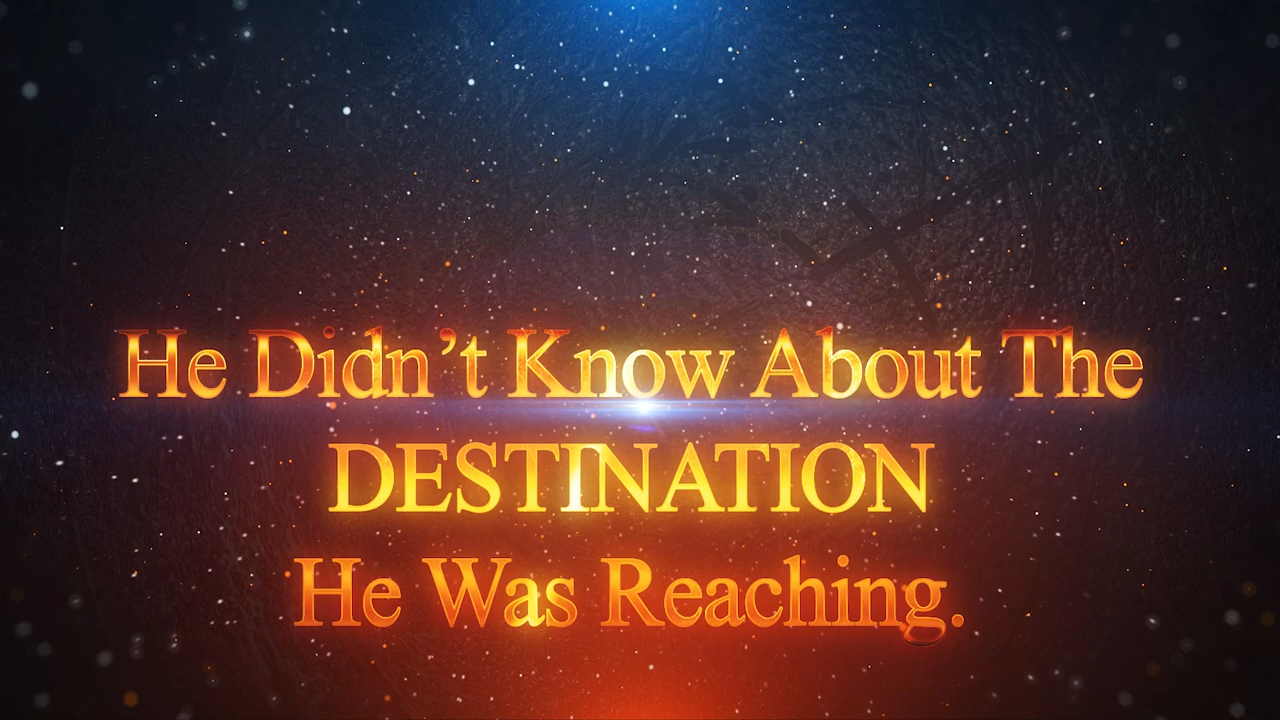 He Didn’t Know About The
DESTINATION
He Was Reaching.